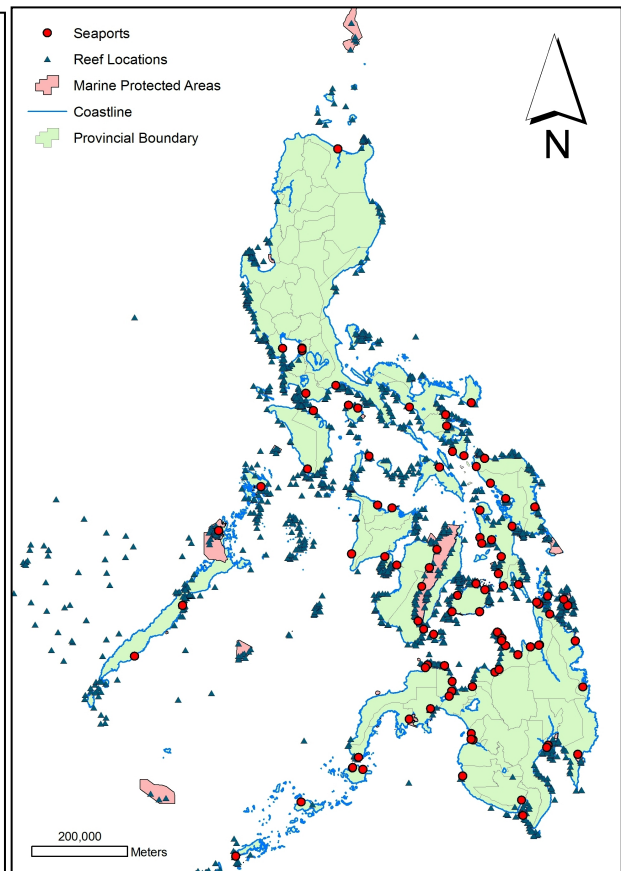 Seaports
Reef Locations
Marine Protected Areas
Coastline
Provincial Boundary
N
200,000
Meters